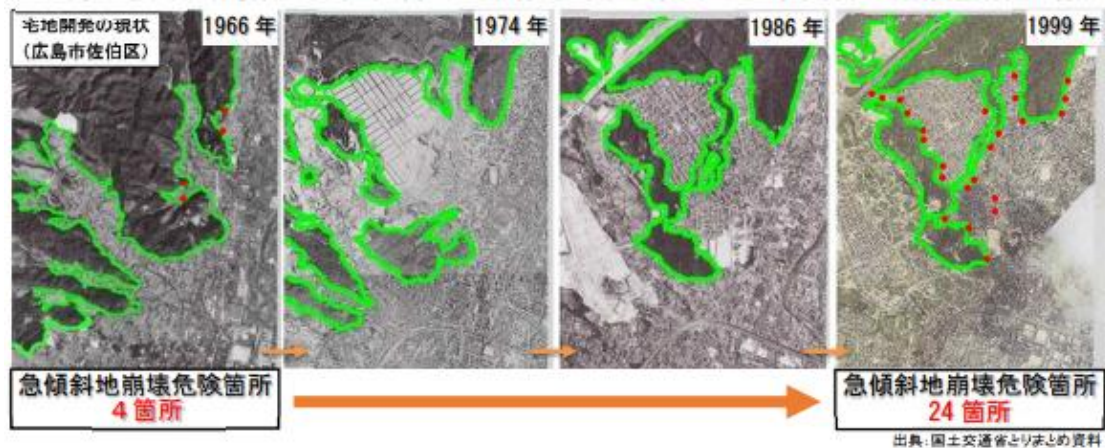 宅地開発の現状
(広島市佐伯区)
1966 年
1974 年
1986 年
1999 年
急傾斜地崩壊危険箇所
4 箇所
急傾斜地崩壊危険箇所
24 箇所
出典:国土交通省とりまとめ資料